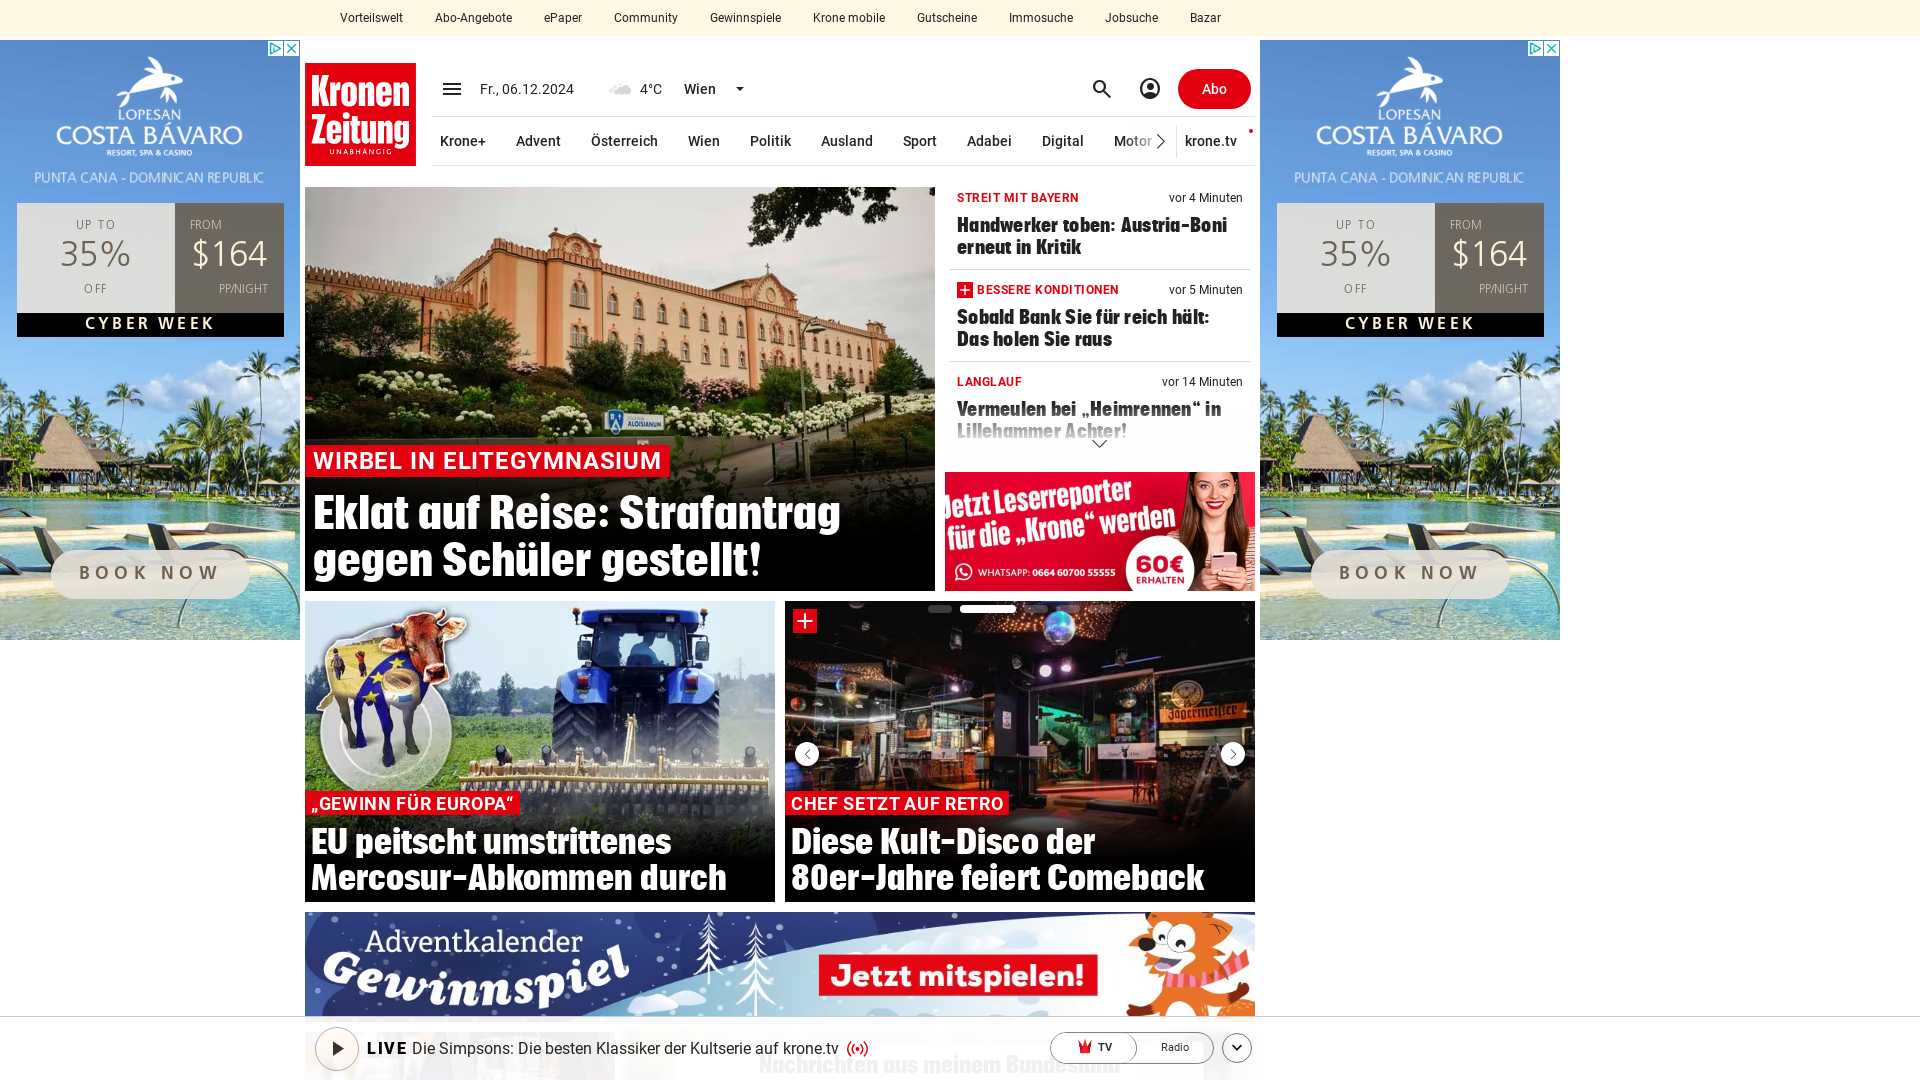 Vorteilswelt Abo-Angebote ePaper Community Gewinnspiele Krone mobile Gutscheine Immosuche Jobsuche Bazar
LOPESAN
COSTA BÁVARO
RESORT, SPA & CASINO
PUNTA CANA - DOMINICAN REPUBLIC
UP TO
35%
OFF
FROM
$164
PP/NIGHT
CYBER WEEK
BOOK NOW
Kronen
Zeitung
UNABHÄNGIG
Fr., 06.12.2024 4°C Wien
Abo
Krone+ Advent Österreich Wien Politik Ausland Sport Adabei Digital Motor krone.tv
ALOISIANUM
WIRBEL IN ELITEGYMNASIUM
Eklat auf Reise: Strafantrag
gegen Schüler gestellt!
STREIT MIT BAYERN vor 4 Minuten
Handwerker toben: Austria-Boni
erneut in Kritik
BESSERE KONDITIONEN vor 5 Minuten
Sobald Bank Sie für reich hält:
Das holen Sie raus
LANGLAUF vor 14 Minuten
Vermeulen bei „Heimrennen“ in
Lillehammer Achter!
Jetzt Leserreporter
für die „Krone“ werden
WHATSAPP: 0664 60700 55555
60€
ERHALTEN
LOPESAN
COSTA BÁVARO
RESORT, SPA & CASINO
PUNTA CANA - DOMINICAN REPUBLIC
UP TO
35%
OFF
FROM
$164
PP/NIGHT
CYBER WEEK
BOOK NOW
„GEWINN FÜR EUROPA“
EU peitscht umstrittenes
Mercosur-Abkommen durch
Jägermeister
CHEF SETZT AUF RETRO
Diese Kult-Disco der
80er-Jahre feiert Comeback
Adventkalender
Gewinnspiel
Jetzt mitspielen!
LIVE Die Simpsons: Die besten Klassiker der Kultserie auf krone.tv
TV Radio
Nachrichten aus meinem Bundesland